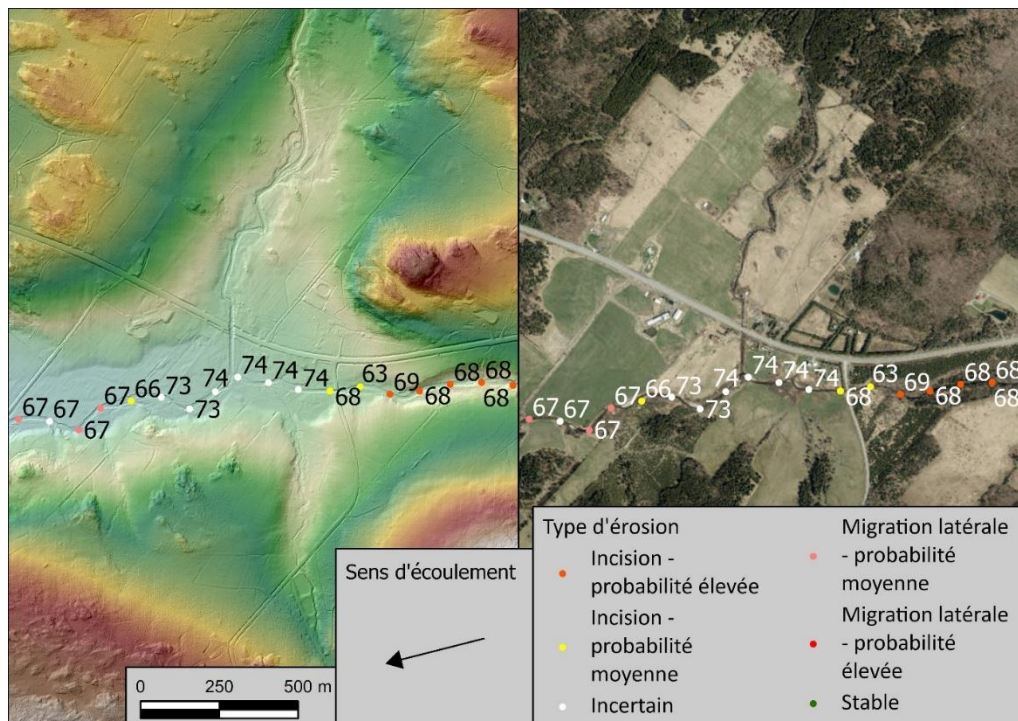 74 74 74 63 69 68 68
67 67 67 66 73 73 74 68 68
67
74 74 74 63 69 68 68
67 67 67 66 73 73 74 68 68
67
Sens d'écoulement
0 250 500 m
Type d'érosion
Incision -
probabilité élevée
Incision -
probabilité
moyenne
Incertain
Migration latérale
- probabilité
moyenne
Migration latérale
- probabilité
élevée
Stable